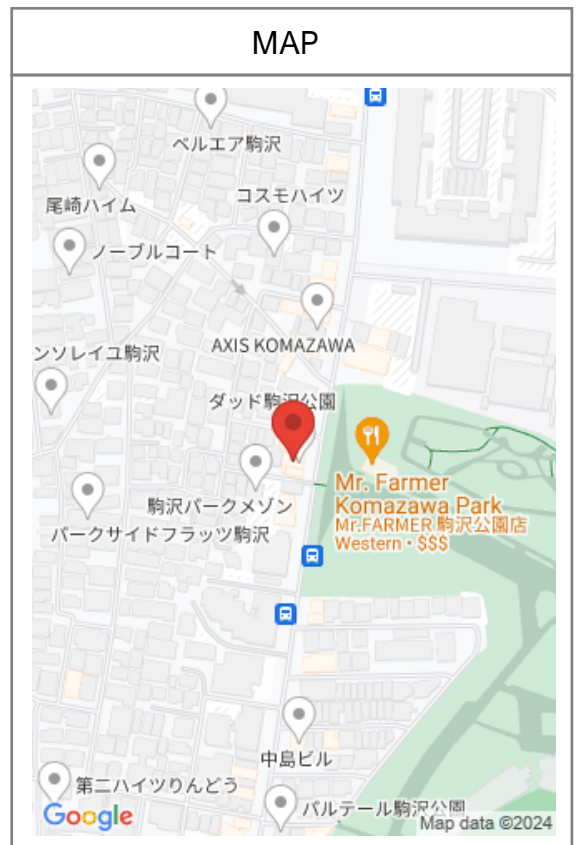 MAP
ベルエア駒沢
尾崎ハイム
コスモハイツ
ノーブルコート
AXIS KOMAZAWA
ンソレイユ駒沢
ダッド駒沢公園
Mr. Farmer
Komazawa Park
Mr.FARMER 駒沢公園店
Western • $$$
駒沢パークメゾン
パークサイドフラッツ駒沢
中島ビル
第二ハイツりんどう
パルテール駒沢公園
Google
Map data ©2024